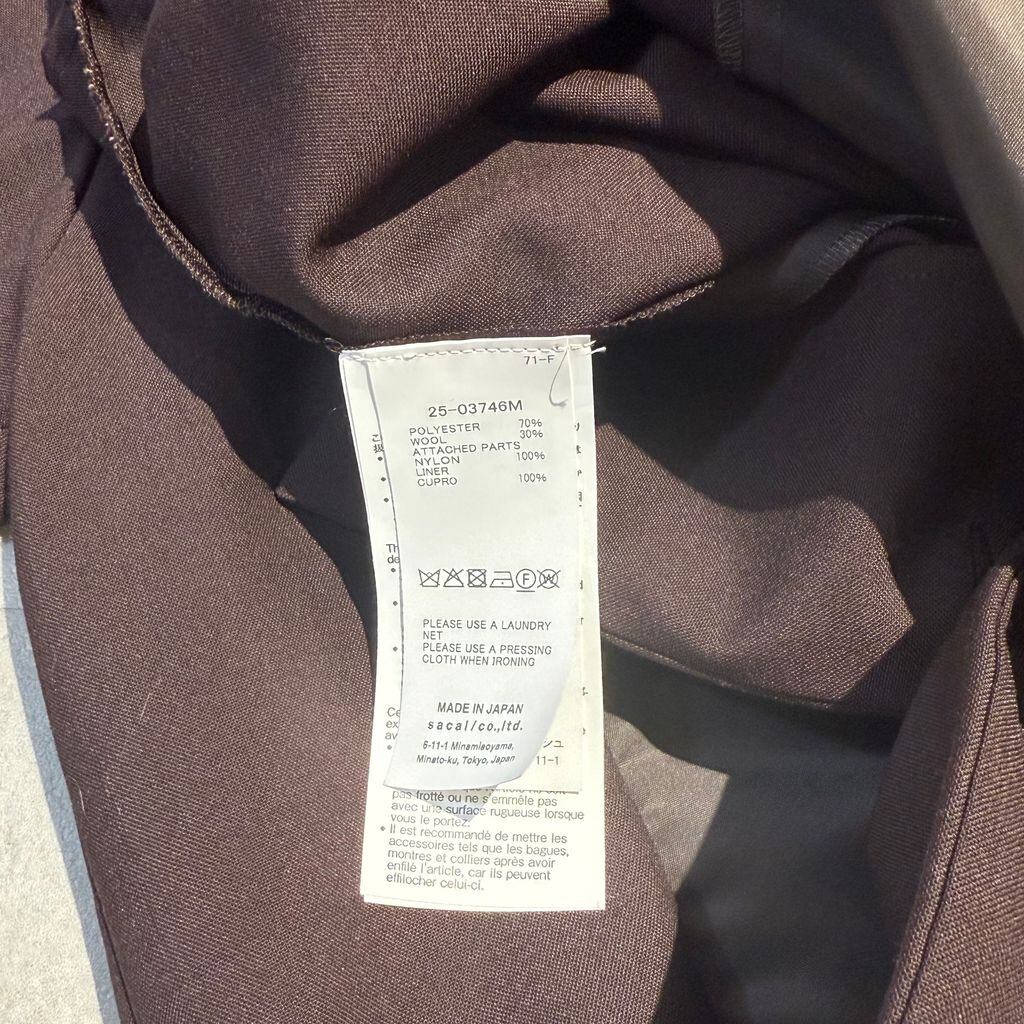 71-F
25-03746M
POLYESTER 70%
WOOL 30%
ATTACHED PARTS
NYLON 100%
LINER
CUPRO 100%
F W
PLEASE USE A LAUNDRY
NET
PLEASE USE A PRESSING
CLOTH WHEN IRONING
MADE IN JAPAN
sacai/co.,ltd.
6-11-1 Minamiaoyama,
Minato-ku, Tokyo, Japan
シュ
11-1
pas frotté ou ne s'emmêle pas
avec une surface rugueuse lorsque
vous le portez.
• Il est recommandé de mettre les
accessoires tels que les bagues,
montres et colliers après avoir
enfilé l'article, car ils peuvent
effilocher celui-ci.